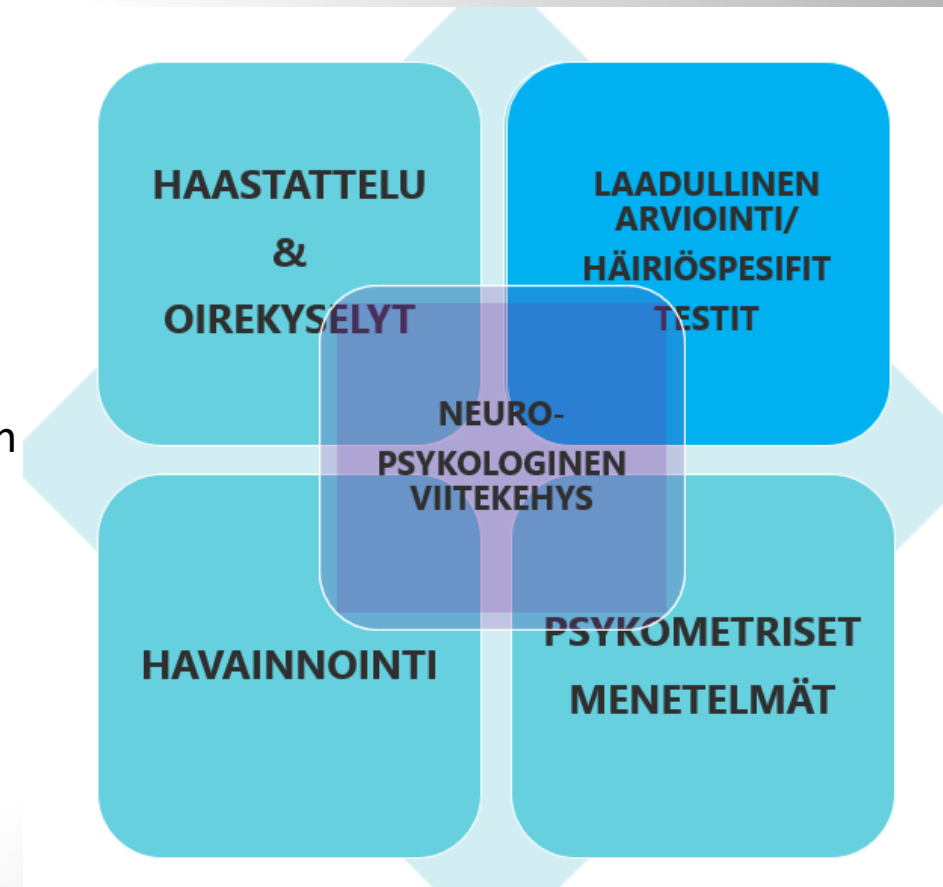 HAASTATTELU
&
OIREKYSELYT
LAADULLINEN
ARVIOINTI/
HÄIRIÖSPESIFIT
TESTIT
n
NEURO-
PSYKOLOGINEN
VIITEKEHYS
HAVAINNOINTI
PSYKOMETRISET
MENETELMÄT